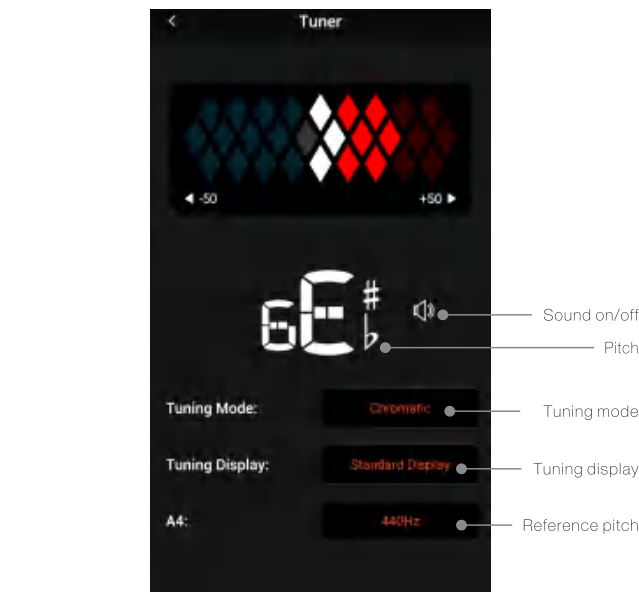 Tuner
-50 +50
6E#♭
Sound on/off
Pitch
Tuning Mode: Chromatic Tuning mode
Tuning Display: Standard Display Tuning display
A4: 440Hz Reference pitch